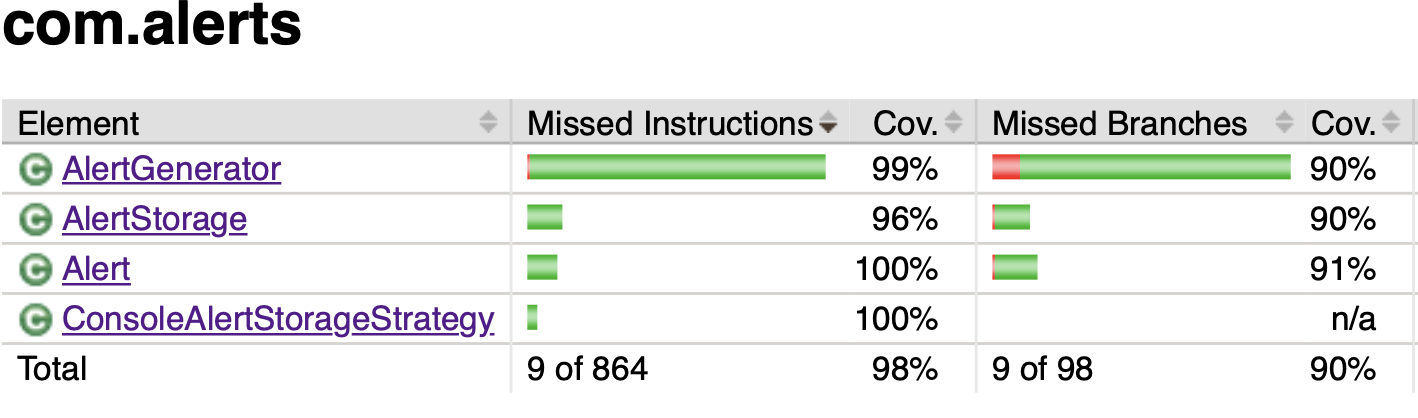 com.alerts
Element Missed Instructions Cov. Missed Branches Cov.
C AlertGenerator 99% 90%
C AlertStorage 96% 90%
C Alert 100% 91%
C ConsoleAlertStorageStrategy 100% n/a
Total 9 of 864 98% 9 of 98 90%